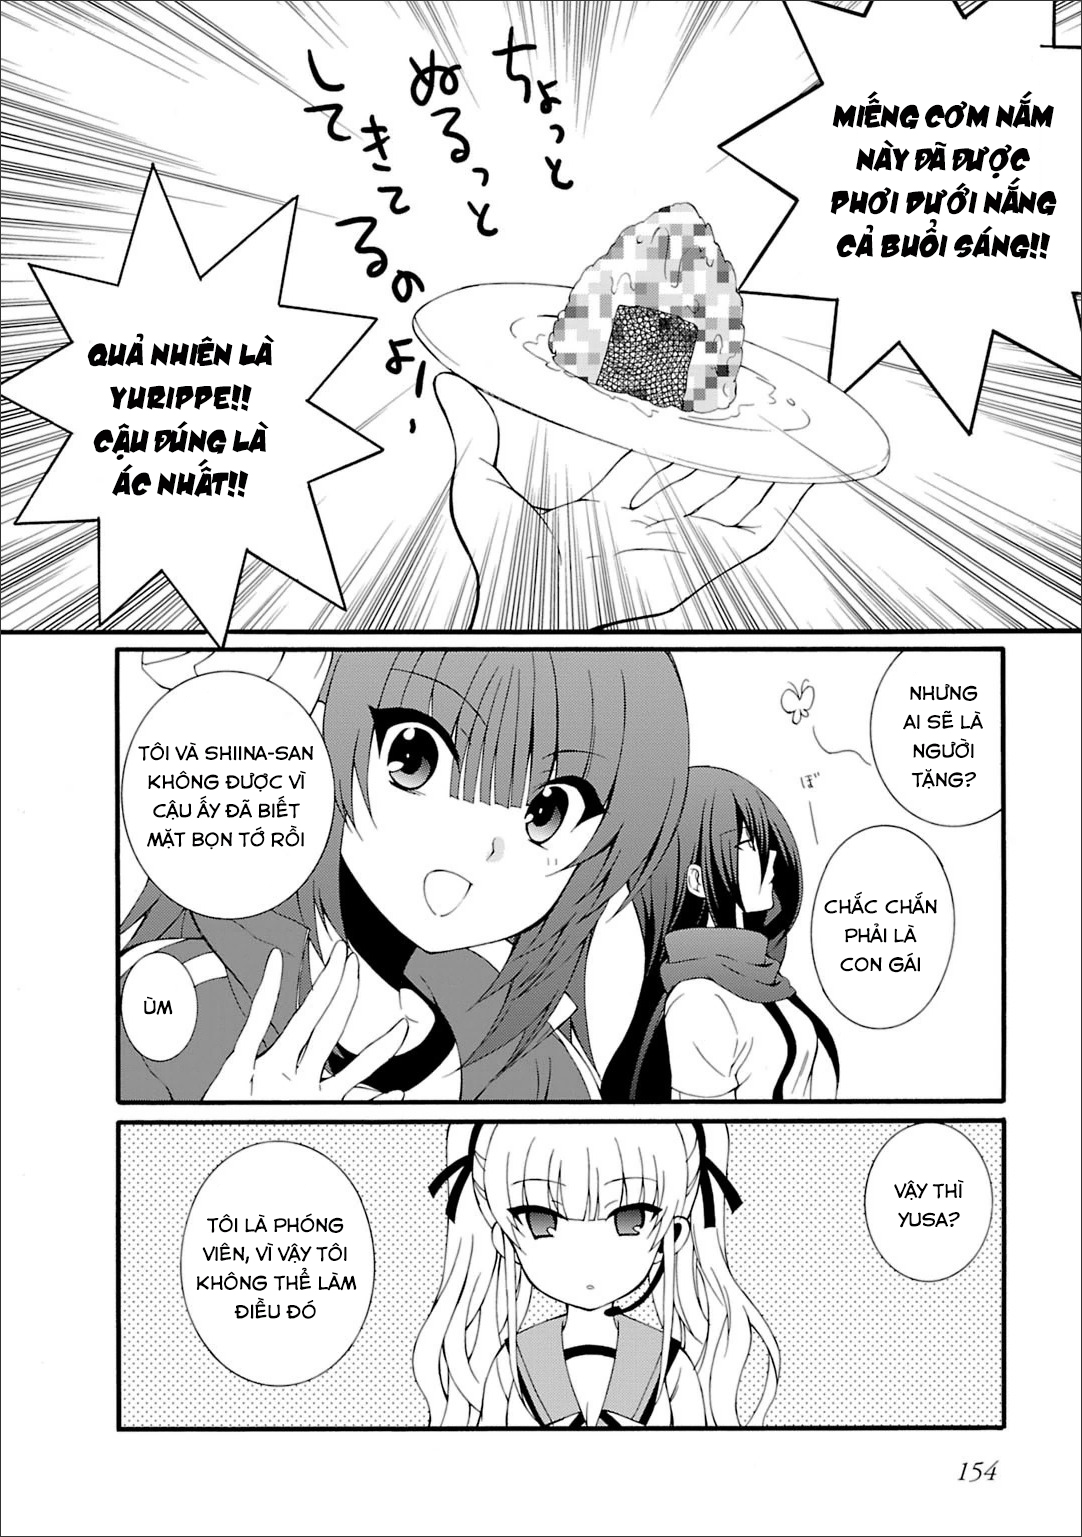 MIẾNG CƠM NẮM
NÀY ĐÃ ĐƯỢC
PHƠI DƯỚI NẮNG
CẢ BUỔI SÁNG!!
ちょっと
ぬるっと
してきてるのよー、
QUẢ NHIÊN LÀ
YURIPPE!!
CẬU ĐÚNG LÀ
ÁC NHẤT!!
NHƯNG
AI SẼ LÀ
NGƯỜI
TẶNG?
ぼー
CHẮC CHẮN
PHẢI LÀ
CON GÁI
TÔI VÀ SHIINA-SAN
KHÔNG ĐƯỢC VÌ
CẬU ẤY ĐÃ BIẾT
MẶT BỌN TỚ RỒI
ÙM
VẬY THÌ
YUSA?
TÔI LÀ PHÓNG
VIÊN, VÌ VẬY TÔI
KHÔNG THỂ LÀM
ĐIỀU ĐÓ
154